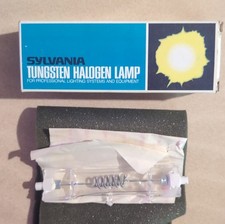 SYLVANIA
TUNGSTEN HALOGEN LAMP
FOR PROFESSIONAL LIGHTING SYSTEMS AND EQUIPMENT